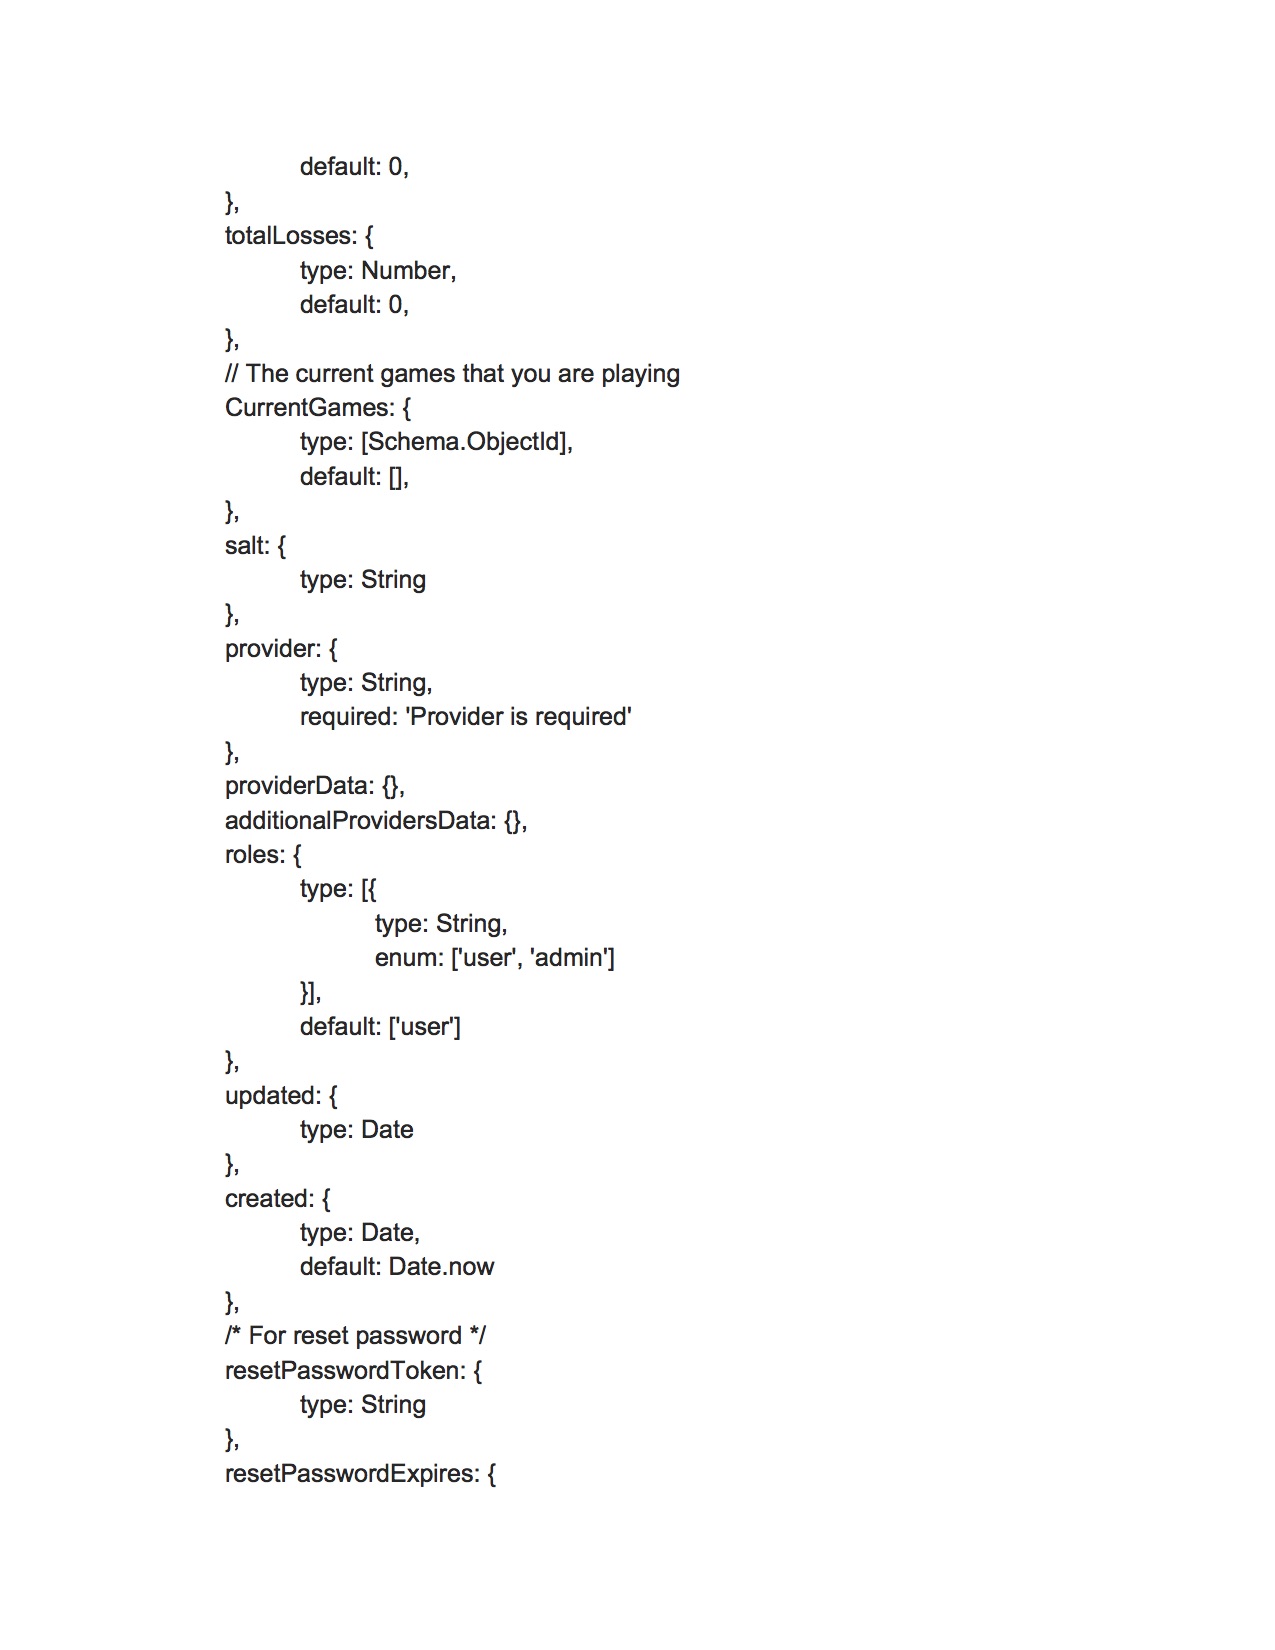 default: 0,
},
totalLosses: {
type: Number,
default: 0,
},
// The current games that you are playing
CurrentGames: {
type: [Schema.ObjectId],
default: [],
},
salt: {
type: String
},
provider: {
type: String,
required: 'Provider is required'
},
providerData: {},
additionalProvidersData: {},
roles: {
type: [{
type: String,
enum: ['user', 'admin']
}],
default: ['user']
},
updated: {
type: Date
},
created: {
type: Date,
default: Date.now
},
/* For reset password */
resetPasswordToken: {
type: String
},
resetPasswordExpires: {